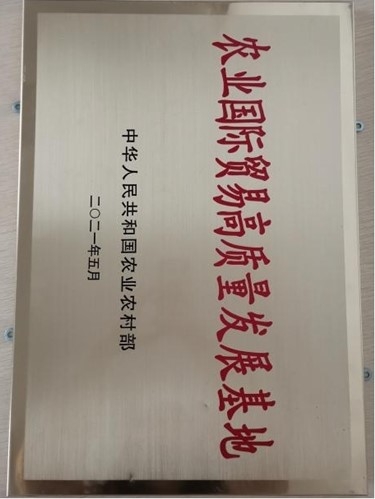 农业国际贸易高质量发展基地
中华人民共和国农业农村部
二〇二一年五月